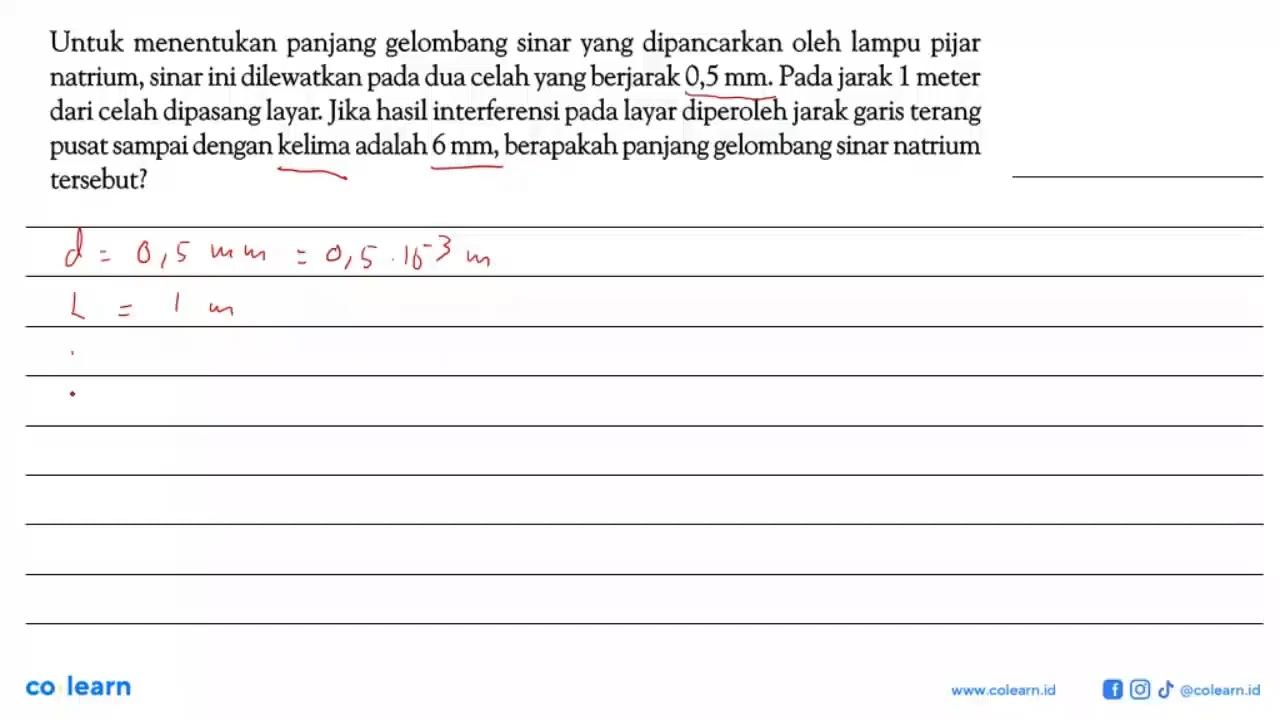 Untuk menentukan panjang gelombang sinar yang dipancarkan oleh lampu pijar
natrium, sinar ini dilewatkan pada dua celah yang berjarak 0,5 mm. Pada jarak 1 meter
dari celah dipasang layar. Jika hasil interferensi pada layar diperoleh jarak garis terang
pusat sampai dengan kelima adalah 6 mm, berapakah panjang gelombang sinar natrium
tersebut?
d = 0,5 mm = 0,5 . 10^-3 m
L = 1 m
co learn
www.colearn.id @colearn.id